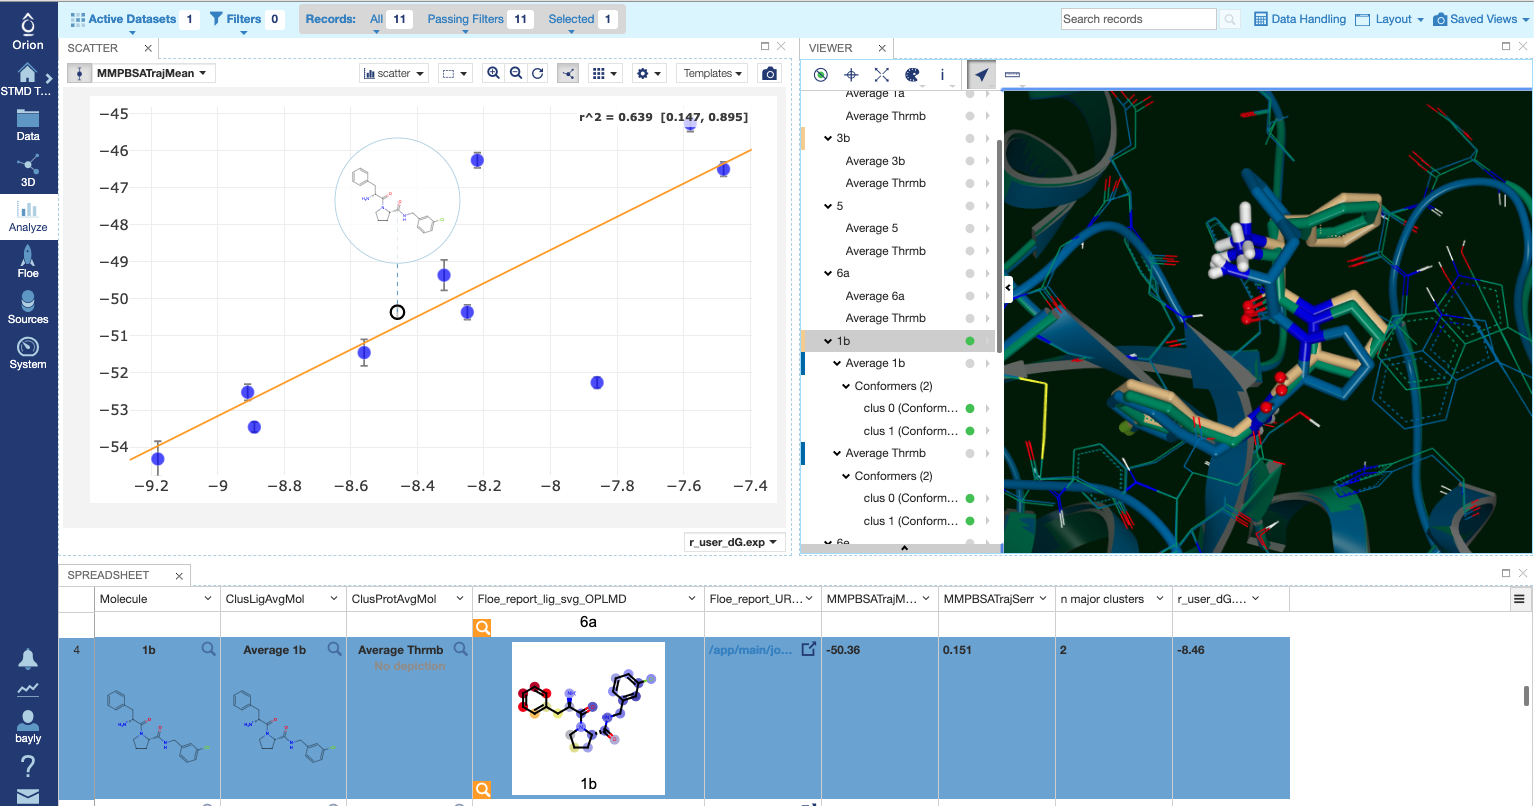 Orion
STMD T...
Data
3D
Analyze
Floe
Sources
System
bayly
Active Datasets 1
Filters 0
Records: All 11 Passing Filters 11 Selected 1
Search records
Data Handling
Layout
Saved Views
SCATTER
MMPBSATrajMean
scatter
Templates
r^2 = 0.639 [0.147, 0.895]
−45
−46
−47
−48
−49
−50
−51
−52
−53
−54
−9.2 −9 −8.8 −8.6 −8.4 −8.2 −8 −7.8 −7.6 −7.4
r_user_dG.exp
VIEWER
i
Average 1a
Average Thrmb
3b
Average 3b
Average Thrmb
5
Average 5
Average Thrmb
6a
Average 6a
Average Thrmb
1b
Average 1b
Conformers (2)
clus 0 (Conform...
clus 1 (Conform...
Average Thrmb
Conformers (2)
clus 0 (Conform...
clus 1 (Conform...
6e
SPREADSHEET
Molecule ClusLigAvgMol ClusProtAvgMol Floe_report_lig_svg_OPLMD Floe_report_UR... MMPBSATrajM... MMPBSATrajSerr n major clusters r_user_dG....
6a
4 1b Average 1b Average Thrmb /app/main/jo... -50.36 0.151 2 -8.46
No depiction
1b